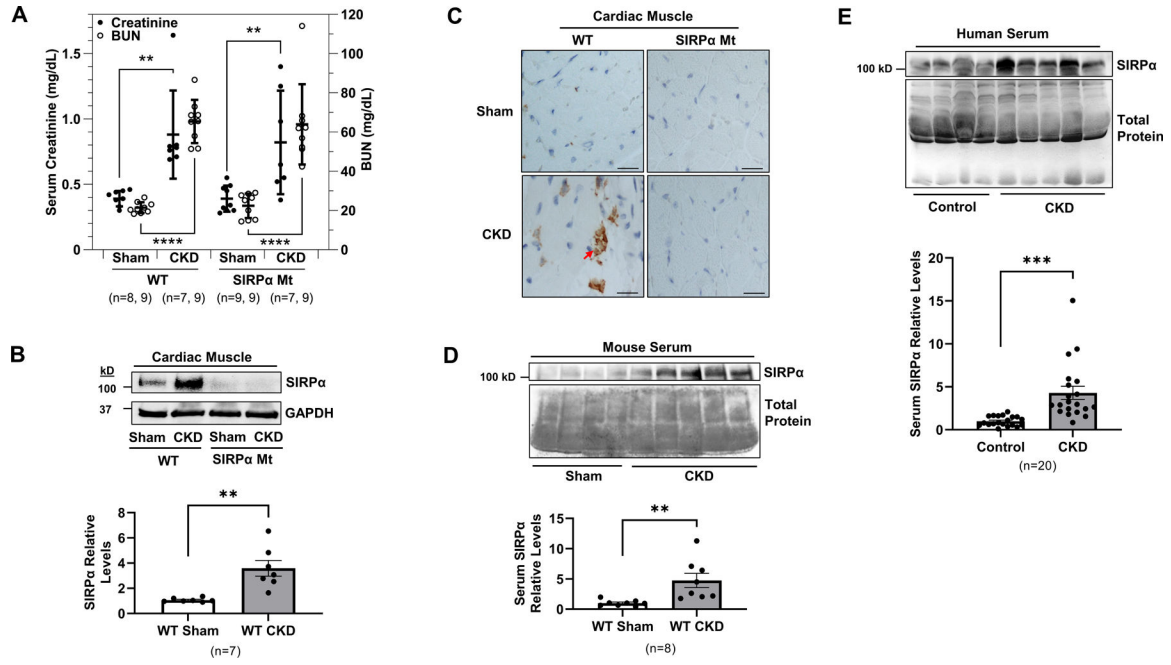 A
Creatinine
BUN
Serum Creatinine (mg/dL)
1.5
1.0
0.5
0.0
120
100
80
60
40
20
0
BUN (mg/dL)
**
**
****
****
Sham CKD Sham CKD
WT SIRPα Mt
(n=8, 9) (n=7, 9) (n=9, 9) (n=7, 9)
B
Cardiac Muscle
kD
100
37
SIRPα
GAPDH
Sham CKD Sham CKD
WT SIRPα Mt
SIRPα Relative
Levels
8
6
4
2
0
**
WT Sham WT CKD
(n=7)
C
Cardiac Muscle
WT SIRPα Mt
Sham
CKD
D
Mouse Serum
100 kD
SIRPα
Total
Protein
Sham CKD
Serum SIRPα
Relative Levels
15
10
5
0
**
WT Sham WT CKD
(n=8)
E
Human Serum
100 kD
SIRPα
Total
Protein
Control CKD
Serum SIRPα Relative Levels
20
15
10
5
0
***
Control CKD
(n=20)